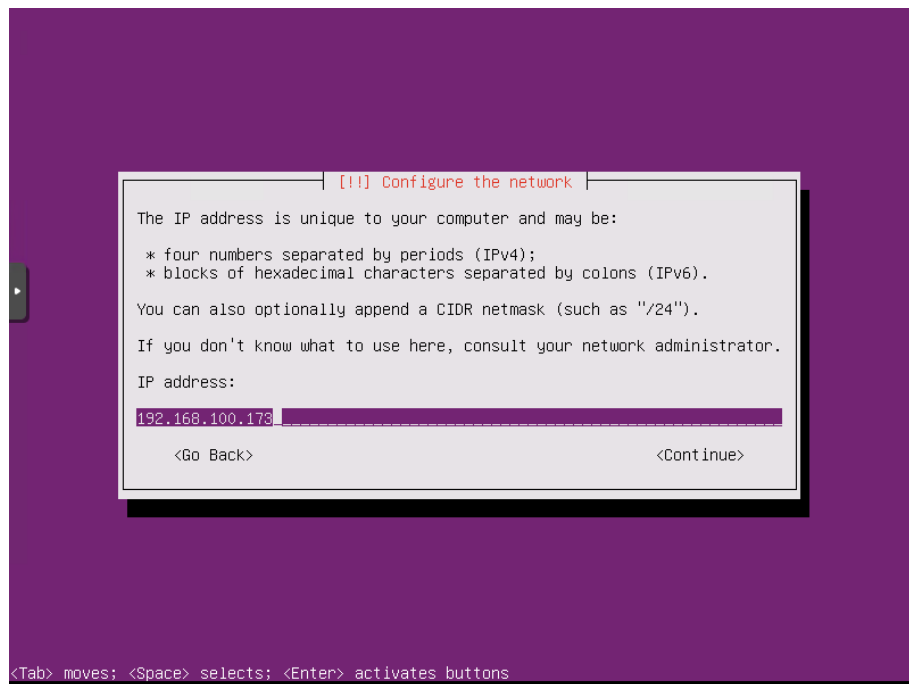 [!!] Configure the network
The IP address is unique to your computer and may be:
* four numbers separated by periods (IPv4);
* blocks of hexadecimal characters separated by colons (IPv6).
You can also optionally append a CIDR netmask (such as "/24").
If you don't know what to use here, consult your network administrator.
IP address:
192.168.100.173
<Go Back> <Continue>
<Tab> moves; <Space> selects; <Enter> activates buttons